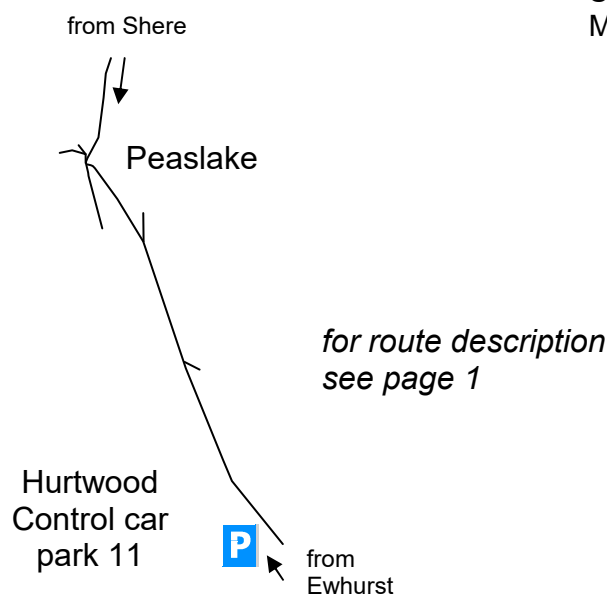 from Shere
M
Peaslake
for route description
see page 1
Hurtwood
Control car
park 11
P
from
Ewhurst